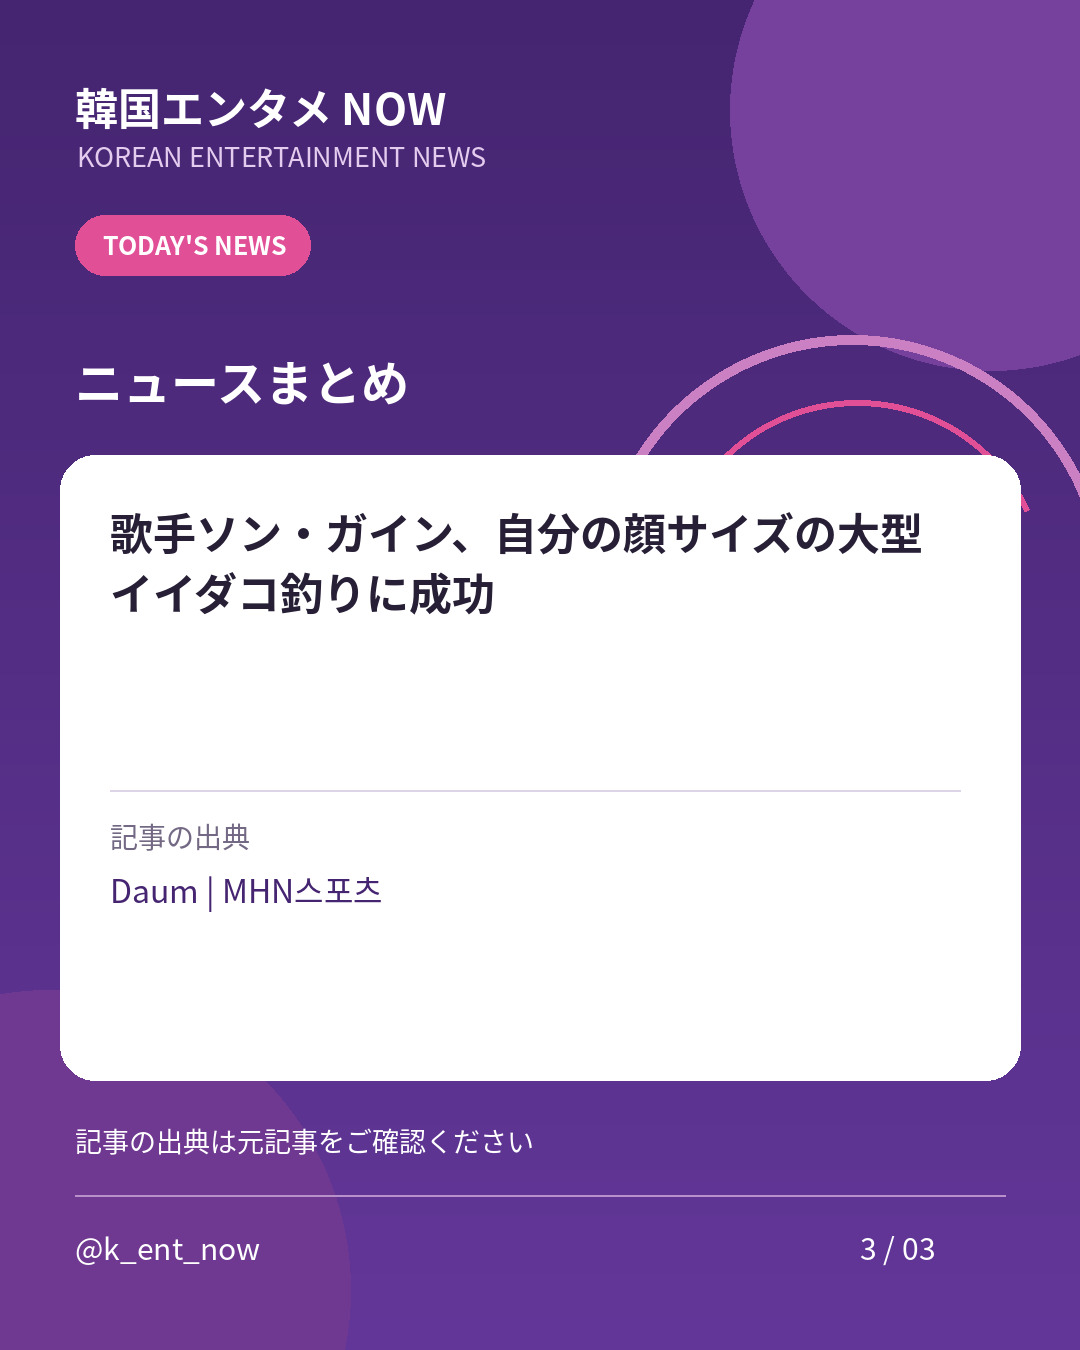 韓国エンタメ NOW
KOREAN ENTERTAINMENT NEWS
TODAY'S NEWS
ニュースまとめ
歌手ソン・ガイン、自分の顔サイズの大型
イイダコ釣りに成功
記事の出典
Daum | MHN스포츠
記事の出典は元記事をご確認ください
@k_ent_now
3 / 03